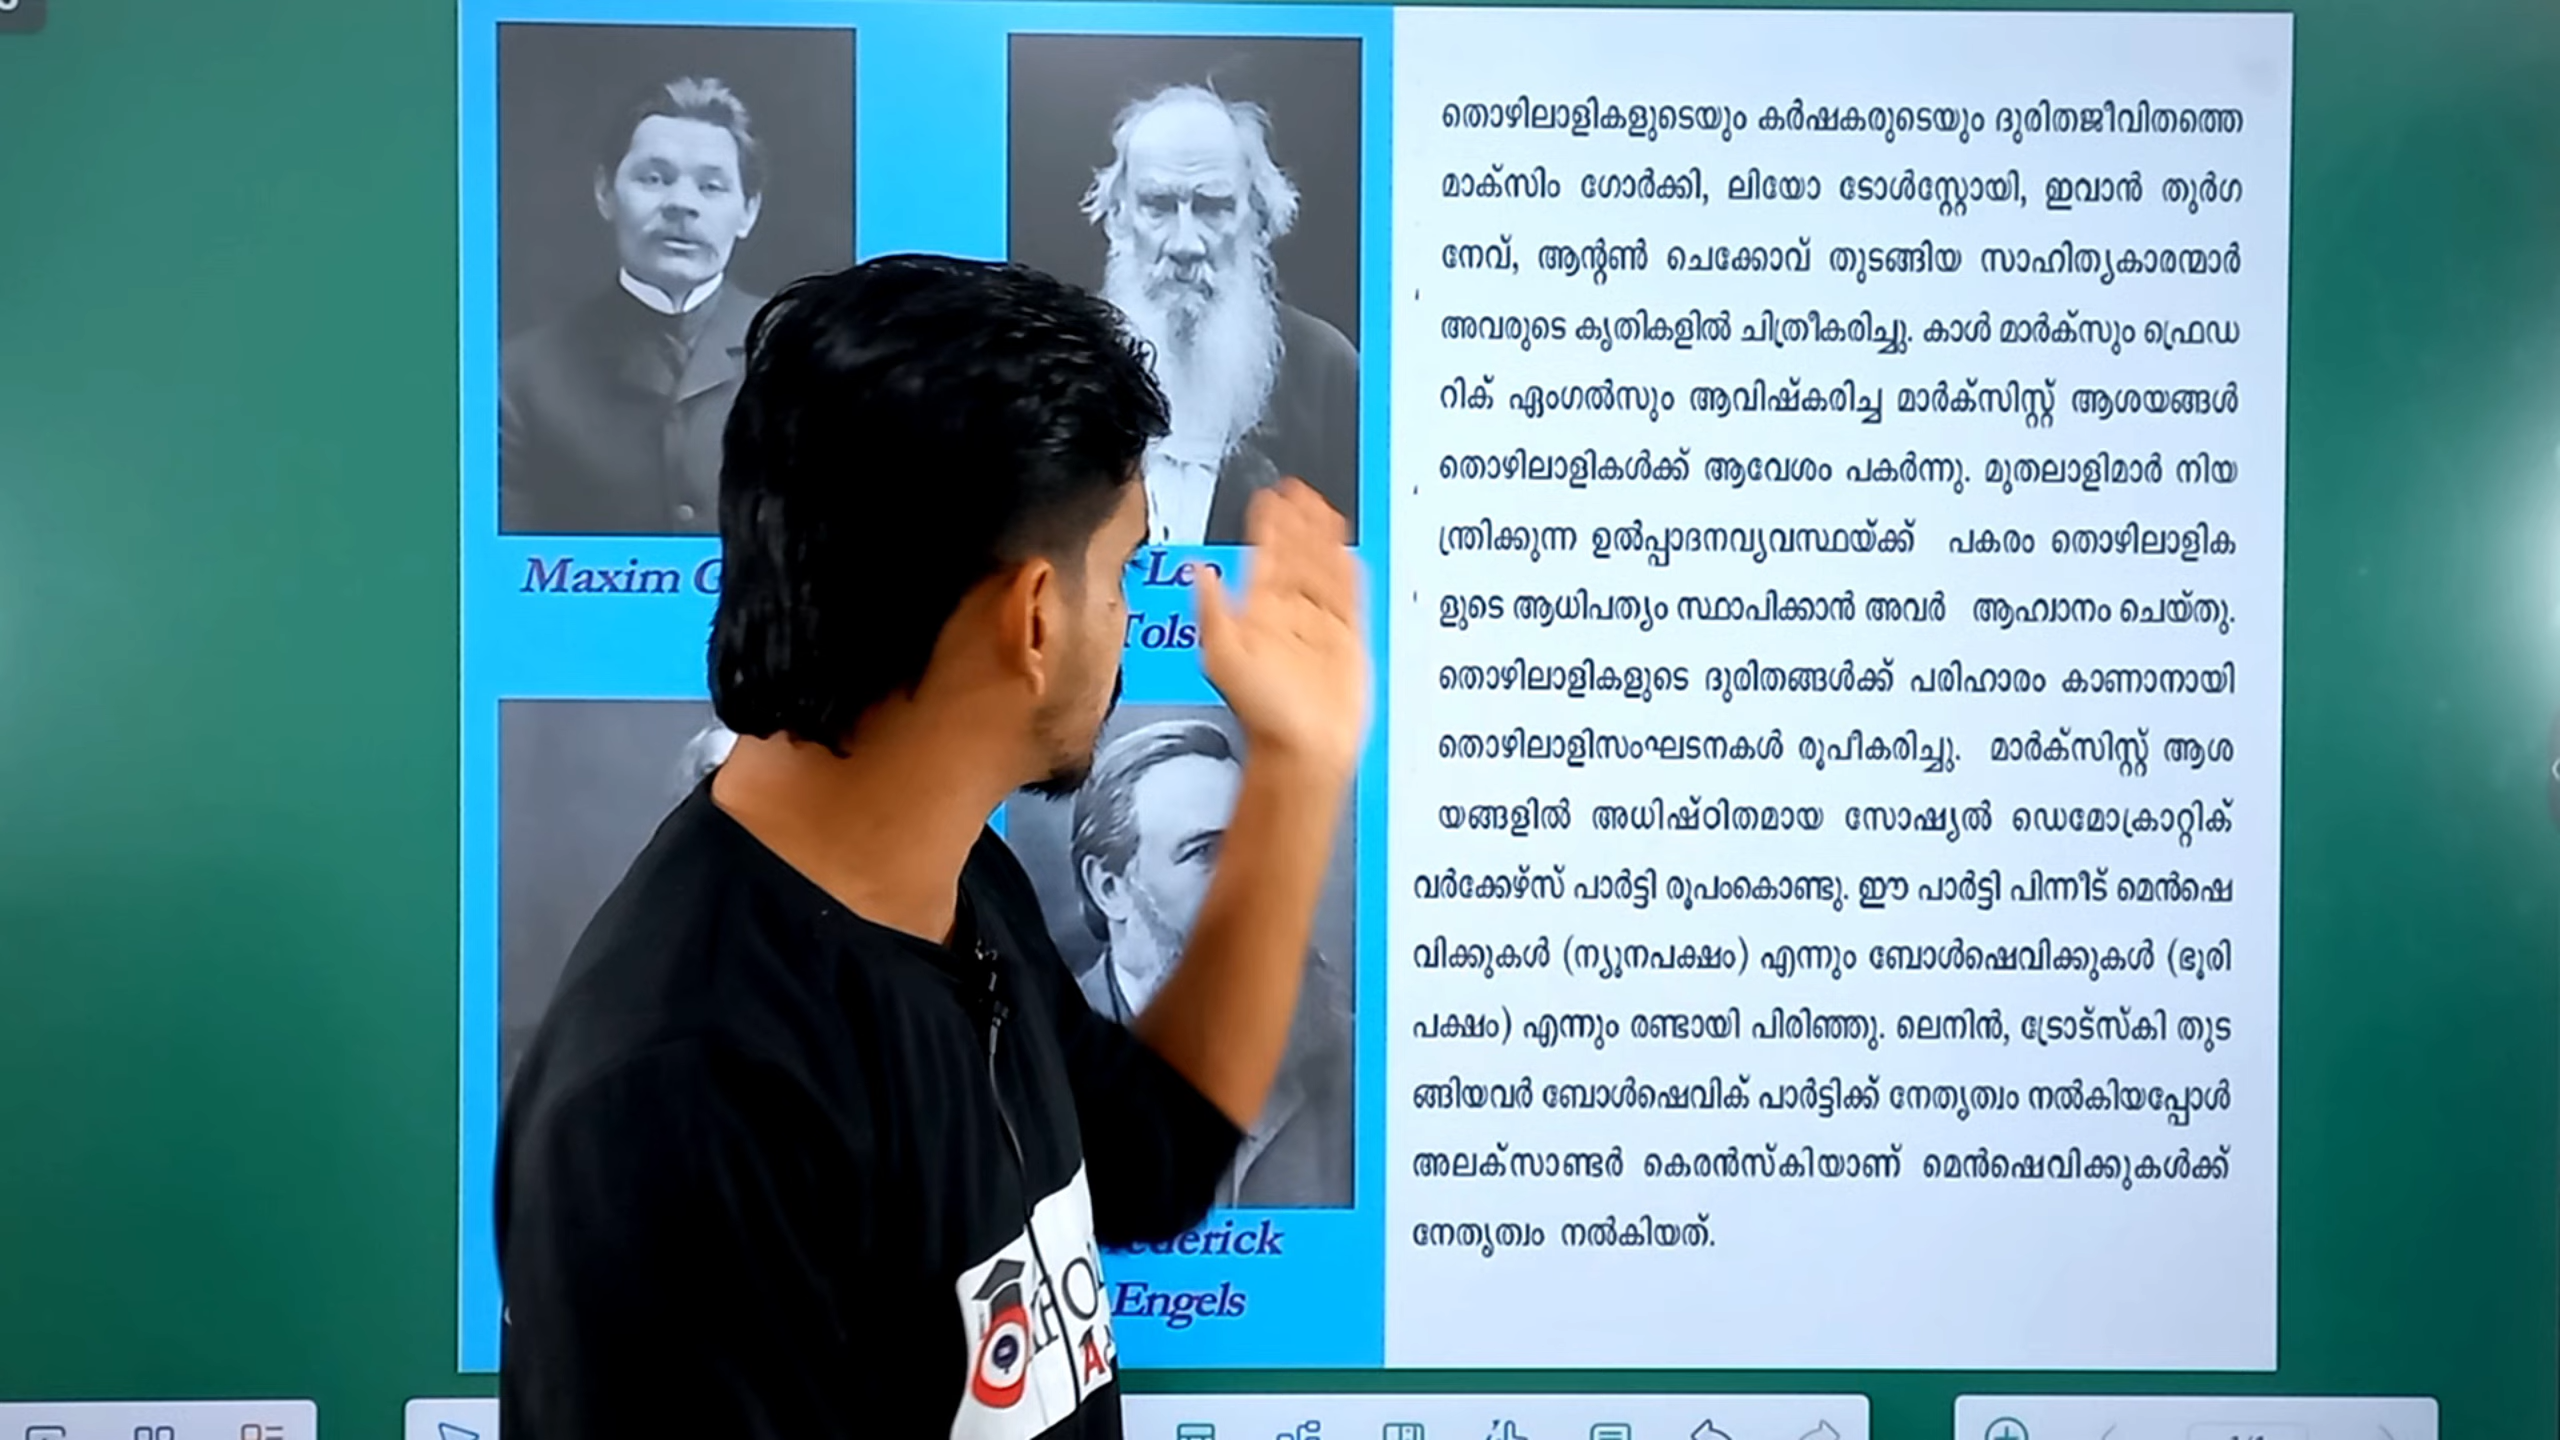 Maxim
Leo
Engels
തൊഴിലാളികളുടെയും കർഷകരുടെയും ദുരിതജീവിതത്തെ
മാക്സിം ഗോർക്കി, ലിയോ ടോൾസ്റ്റോയി, ഇവാൻ തുർഗ
നേവ്, ആന്റൺ ചെക്കോവ് തുടങ്ങിയ സാഹിത്യകാരന്മാർ
അവരുടെ കൃതികളിൽ ചിത്രീകരിച്ചു. കാൾ മാർക്സും ഫ്രെഡ
റിക് ഏംഗൽസും ആവിഷ്കരിച്ച മാർക്സിസ്റ്റ് ആശയങ്ങൾ
തൊഴിലാളികൾക്ക് ആവേശം പകർന്നു. മുതലാളിമാർ നിയ
ന്ത്രിക്കുന്ന ഉൽപ്പാദനവ്യവസ്ഥയ്ക്ക് പകരം തൊഴിലാളിക
ളുടെ ആധിപത്യം സ്ഥാപിക്കാൻ അവർ ആഹ്വാനം ചെയ്തു.
തൊഴിലാളികളുടെ ദുരിതങ്ങൾക്ക് പരിഹാരം കാണാനായി
തൊഴിലാളിസംഘടനകൾ രൂപീകരിച്ചു. മാർക്സിസ്റ്റ് ആശ
യങ്ങളിൽ അധിഷ്ഠിതമായ സോഷ്യൽ ഡെമോക്രാറ്റിക്
വർക്കേഴ്സ് പാർട്ടി രൂപംകൊണ്ടു. ഈ പാർട്ടി പിന്നീട് മെൻഷെ
വിക്കുകൾ (ന്യൂനപക്ഷം) എന്നും ബോൾഷെവിക്കുകൾ (ഭൂരി
പക്ഷം) എന്നും രണ്ടായി പിരിഞ്ഞു. ലെനിൻ, ട്രോട്സ്കി തുട
ങ്ങിയവർ ബോൾഷെവിക് പാർട്ടിക്ക് നേതൃത്വം നൽകിയപ്പോൾ
അലക്സാണ്ടർ കെരൻസ്കിയാണ് മെൻഷെവിക്കുകൾക്ക്
നേതൃത്വം നൽകിയത്.